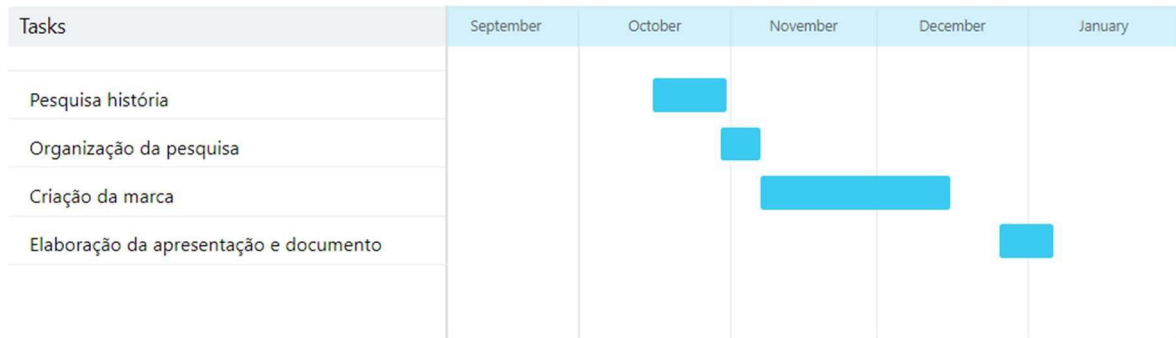 Tasks September October November December January
Pesquisa história
Organização da pesquisa
Criação da marca
Elaboração da apresentação e documento